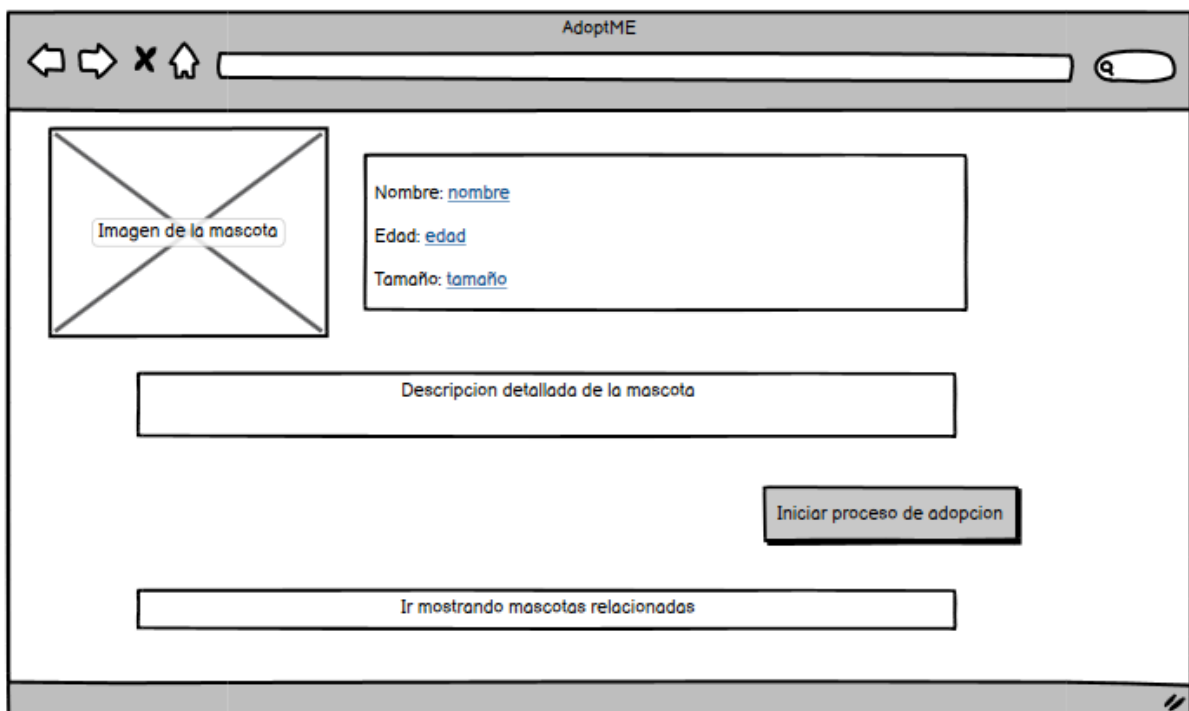 AdoptME
Imagen de la mascota
Nombre: nombre
Edad: edad
Tamaño: tamaño
Descripcion detallada de la mascota
Iniciar proceso de adopcion
Ir mostrando mascotas relacionadas